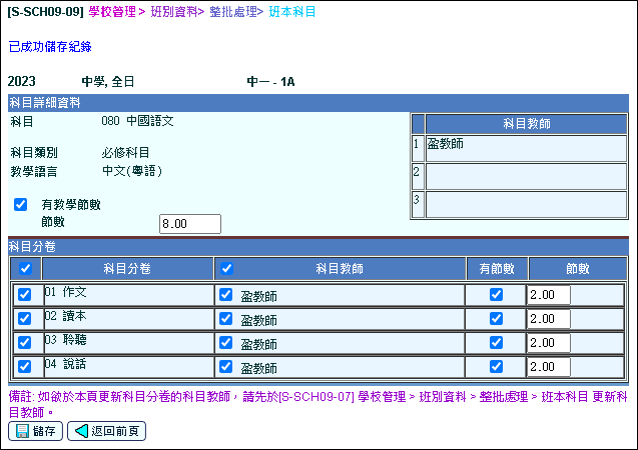 [S-SCH09-09] 學校管理 > 班別資料> 整批處理> 班本科目
已成功儲存紀錄
2023 中學, 全日 中一 - 1A
科目詳細資料
科目 080 中國語文
科目教師
1 盈教師
科目類別 必修科目
教學語言 中文(粵語)
2
3
有教學節數
節數 8.00
科目分卷
科目分卷 科目教師 有節數 節數
01 作文 盈教師 2.00
02 讀本 盈教師 2.00
03 聆聽 盈教師 2.00
04 說話 盈教師 2.00
備註: 如欲於本頁更新科目分卷的科目教師，請先於[S-SCH09-07] 學校管理 > 班別資料 > 整批處理 > 班本科目 更新科
目教師。
儲存 返回前頁